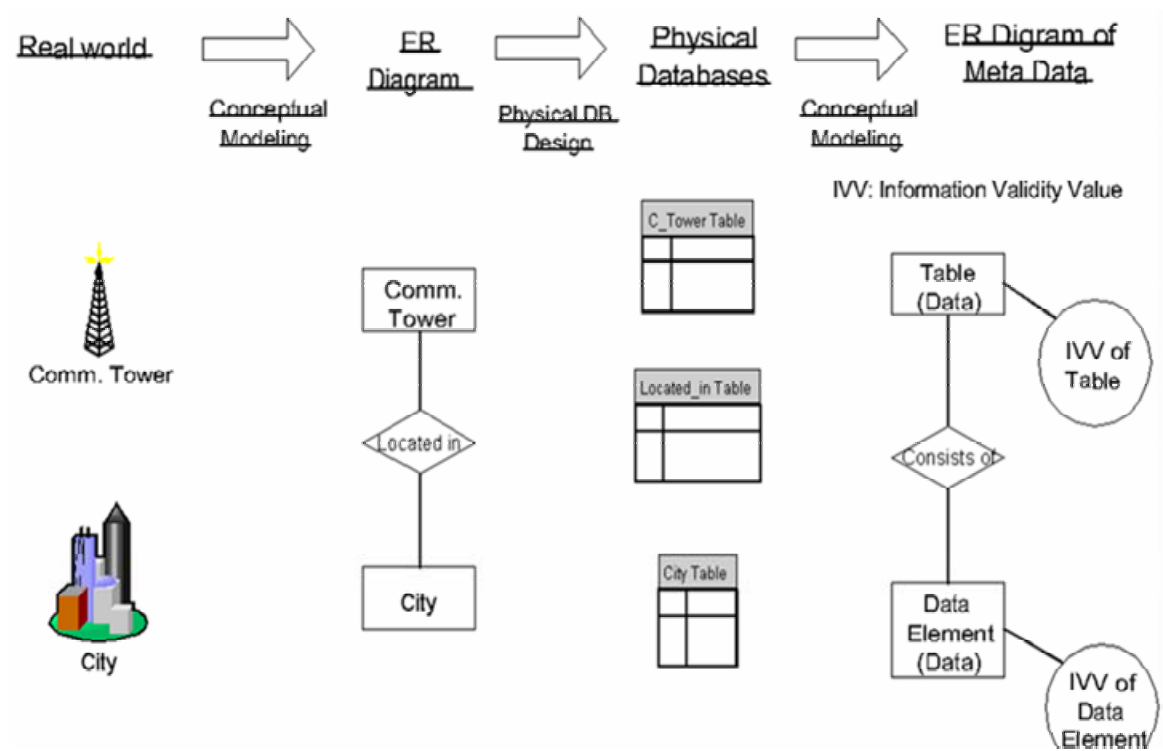 Real world
ER
Diagram
Physical
Databases
ER Digram of
Meta Data
Conceptual
Modeling
Physical DB
Design
Conceptual
Modeling
IVV: Information Validity Value
Comm. Tower
City
Comm.
Tower
Located in
City
C_Tower Table
Located_in Table
City Table
Table
(Data)
IVV of
Table
Consists of
Data
Element
(Data)
IVV of
Data
Element